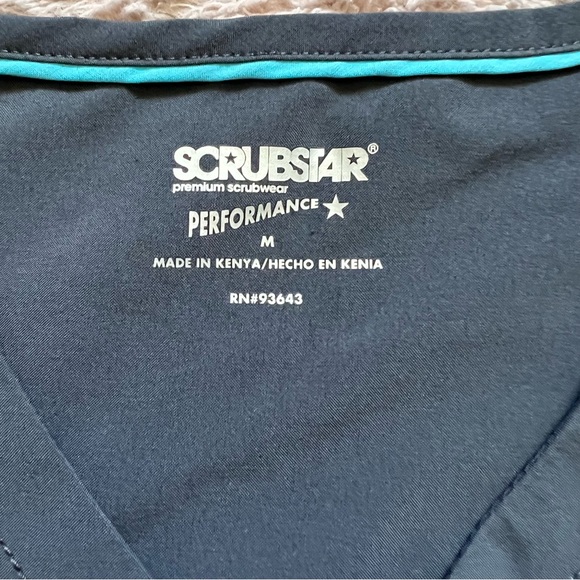 SCRUBSTAR®
premium scrubwear
PERFORMANCE
M
MADE IN KENYA/HECHO EN KENIA
RN#93643